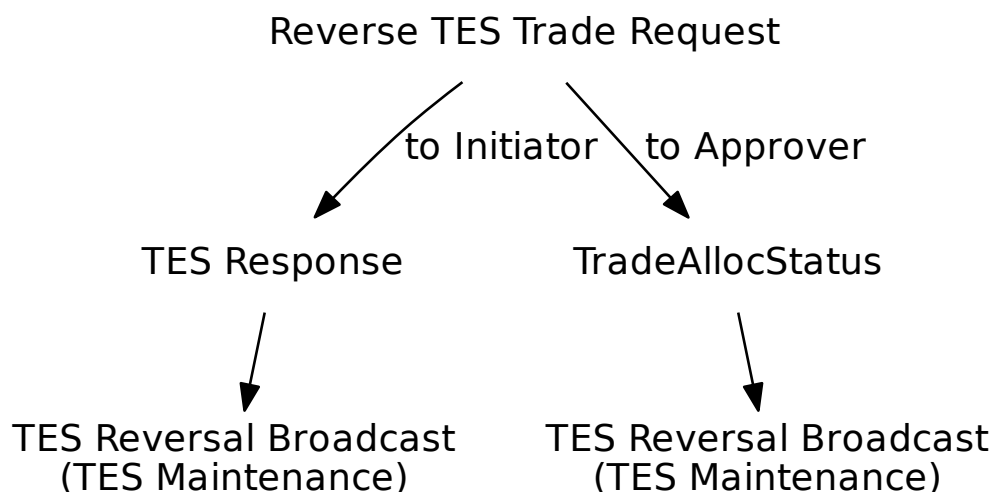 Reverse TES Trade Request
to Initiator
to Approver
TES Response
TradeAllocStatus
TES Reversal Broadcast
(TES Maintenance)
TES Reversal Broadcast
(TES Maintenance)